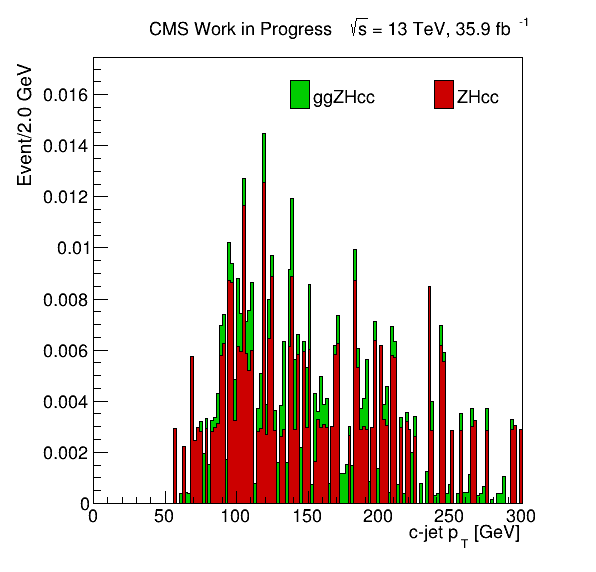 CMS Work in Progress √s = 13 TeV, 35.9 fb -1
Event/2.0 GeV
ggZHcc
ZHcc
0.016
0.014
0.012
0.01
0.008
0.006
0.004
0.002
0
0 50 100 150 200 250 300
c-jet p_T [GeV]